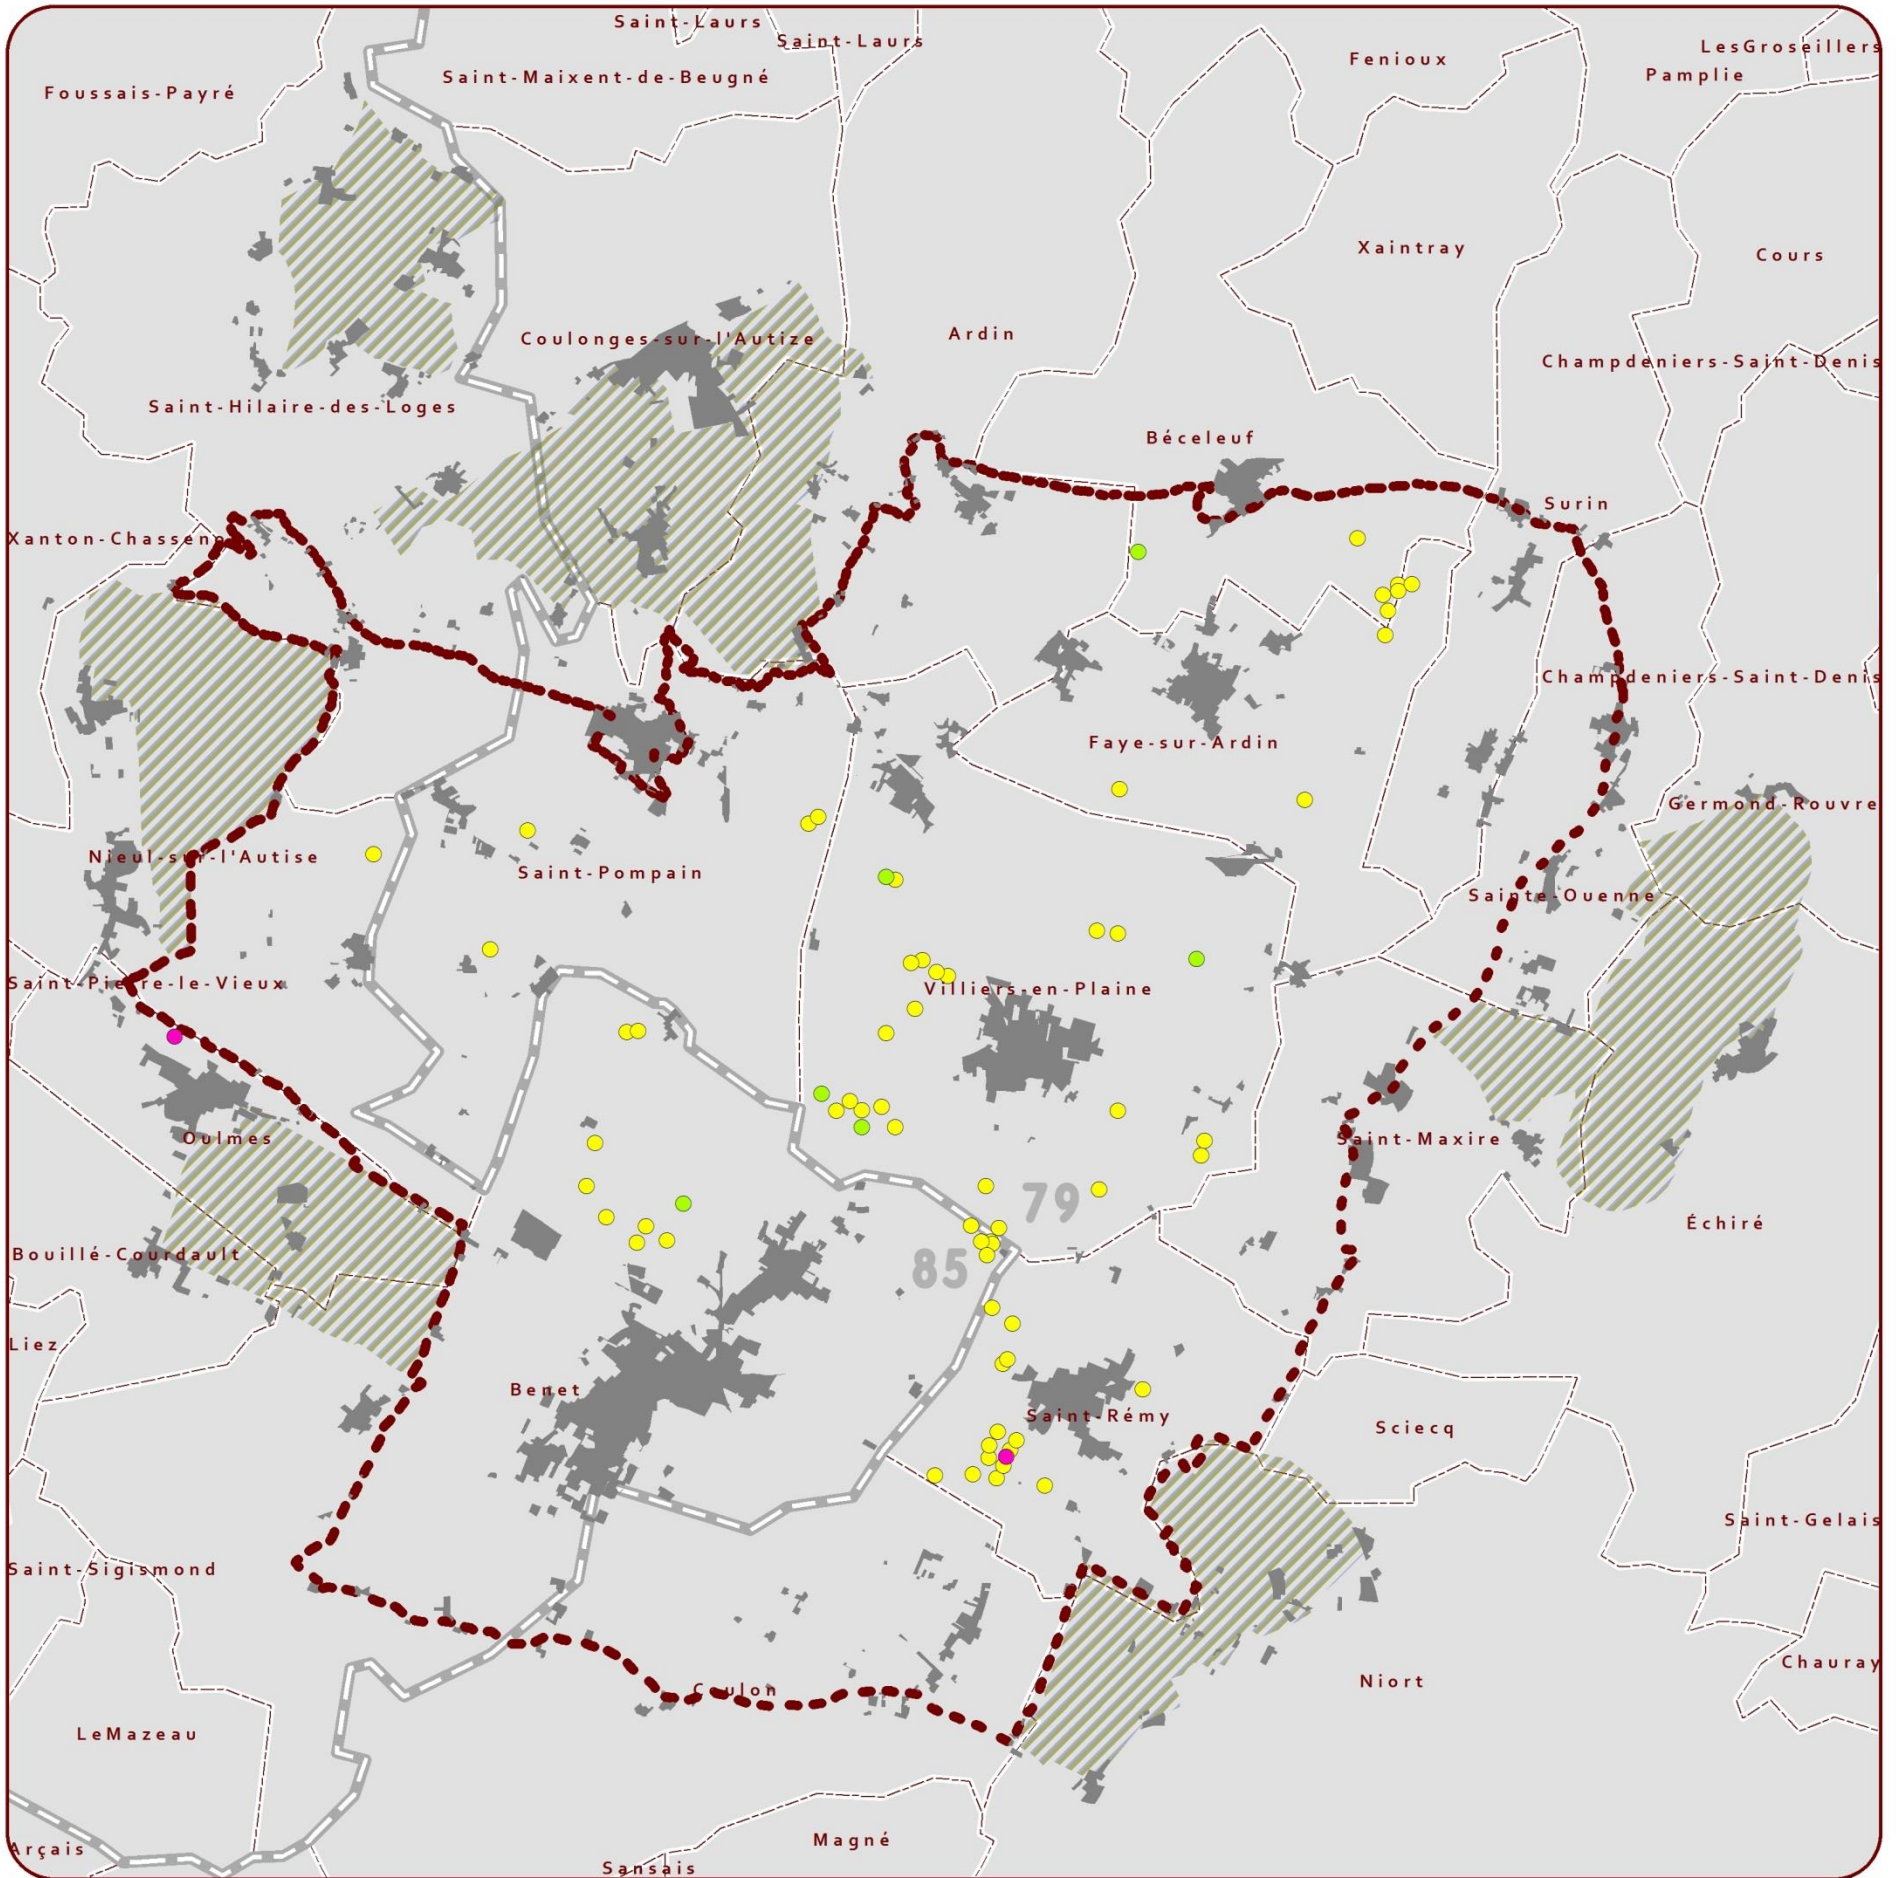 Saint-Laurs
Saint-Laurs
LesGroseillers
Fenioux
Pamplie
Saint-Maixent-de-Beugné
Foussais-Payré
Xaintray
Cours
Ardin
Coulonges-sur-l'Autize
Champdeniers-Saint-Denis
Saint-Hilaire-des-Loges
Béceleuf
Surin
Xanton-Chasseno
Champdeniers-Saint-Denis
Faye-sur-Ardin
Germond-Rouvre
Nieul-sur-l'Autise
Saint-Pompain
Sainte-Ouenne
Saint-Pierre-le-Vieux
Villiers-en-Plaine
Oulmes
Saint-Maxire
79
Échiré
Bouillé-Courdault
85
Liez
Benet
Saint-Rémy
Sciecq
Saint-Gelais
Saint-Sigismond
Niort
Chauray
Coulon
LeMazeau
Magné
Arçais
Sansais